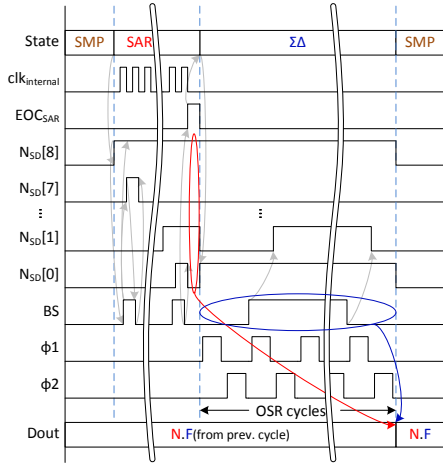 State SMP SAR ΣΔ SMP
clkinternal
EOCSAR
NSD[8]
NSD[7]
...
NSD[1] ...
NSD[0]
BS
ϕ1
ϕ2
OSR cycles
Dout N.F(from prev. cycle) N.F